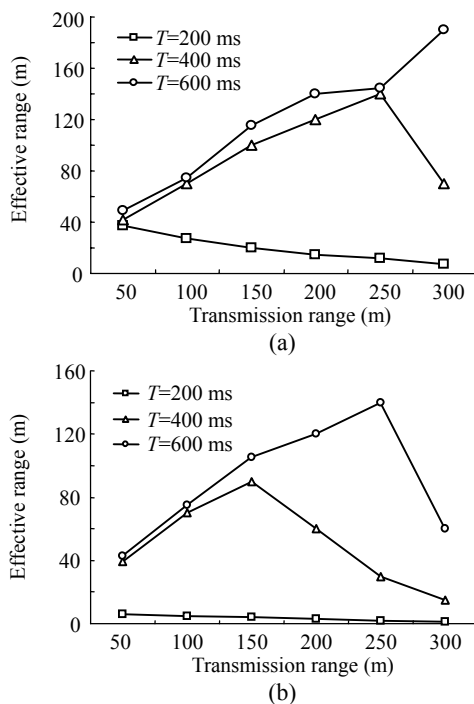 200
160
120
80
40
0
Effective range (m)
T=200 ms
T=400 ms
T=600 ms
50 100 150 200 250 300
Transmission range (m)
(a)
160
120
80
40
0
Effective range (m)
T=200 ms
T=400 ms
T=600 ms
50 100 150 200 250 300
Transmission range (m)
(b)